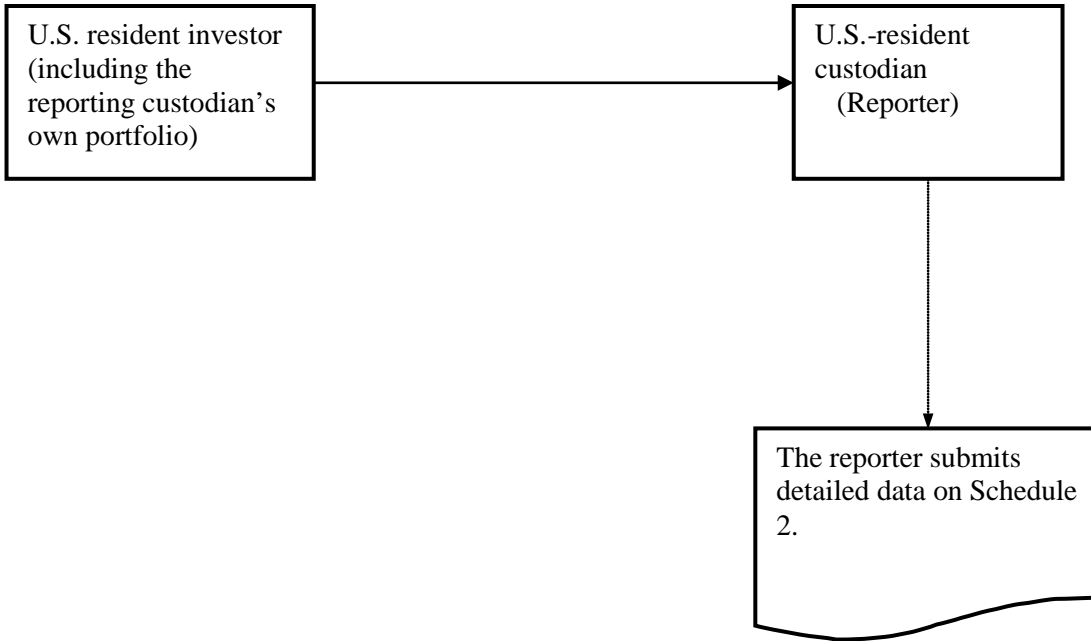 U.S. resident investor
(including the
reporting custodian's
own portfolio)
U.S.-resident
custodian
(Reporter)
The reporter submits
detailed data on Schedule
2.